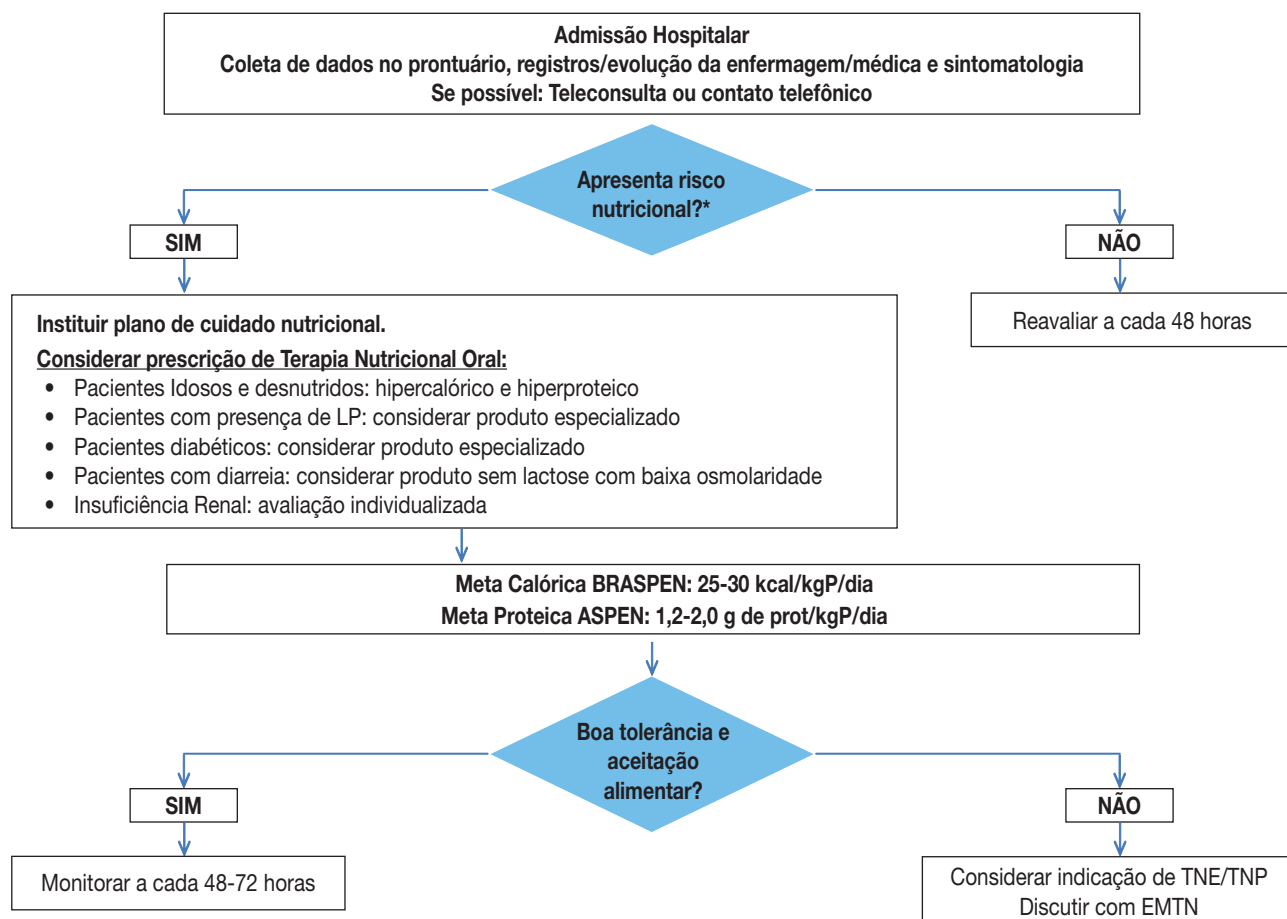 Admissão Hospitalar
Coleta de dados no prontuário, registros/evolução da enfermagem/médica e sintomatologia
Se possível: Teleconsulta ou contato telefônico
Apresenta risco
nutricional?*
SIM
NÃO
Instituir plano de cuidado nutricional.
Considerar prescrição de Terapia Nutricional Oral:
• Pacientes Idosos e desnutridos: hipercalórico e hiperproteico
• Pacientes com presença de LP: considerar produto especializado
• Pacientes diabéticos: considerar produto especializado
• Pacientes com diarreia: considerar produto sem lactose com baixa osmolaridade
• Insuficiência Renal: avaliação individualizada
Reavaliar a cada 48 horas
Meta Calórica BRASPEN: 25-30 kcal/kgP/dia
Meta Proteica ASPEN: 1,2-2,0 g de prot/kgP/dia
Boa tolerância e
aceitação
alimentar?
SIM
NÃO
Monitorar a cada 48-72 horas
Considerar indicação de TNE/TNP
Discutir com EMTN